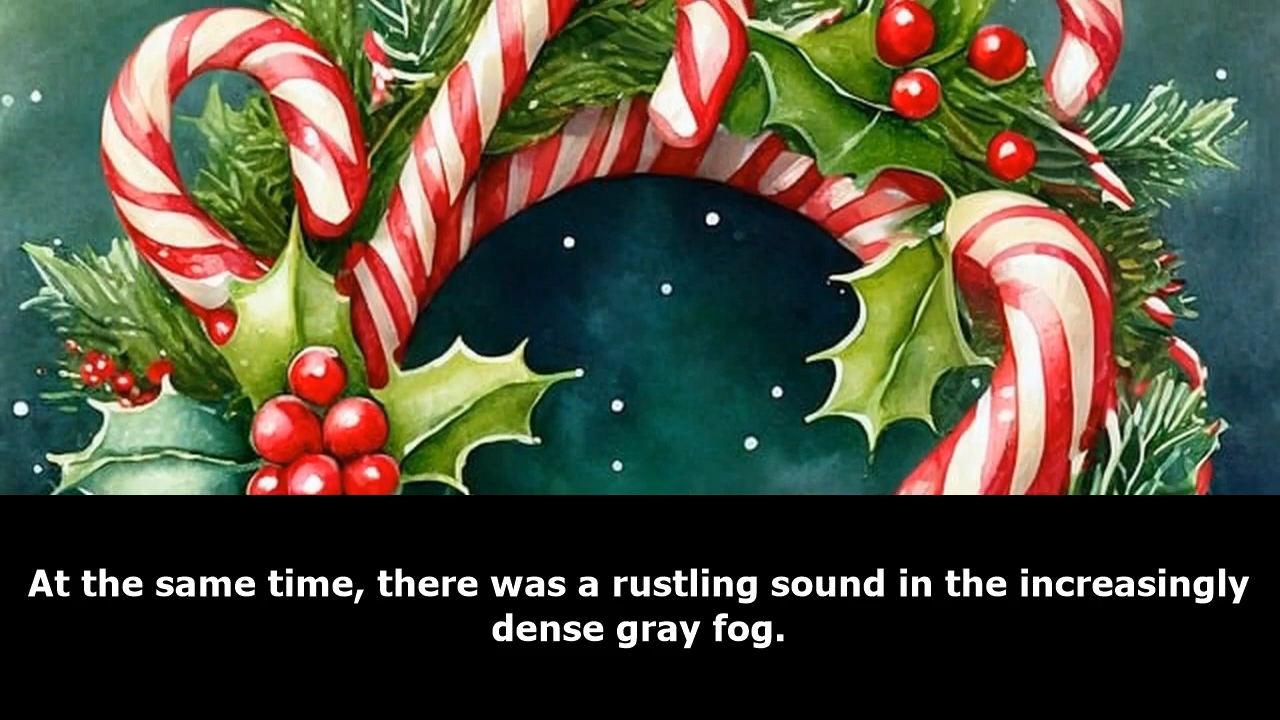 At the same time, there was a rustling sound in the increasingly
dense gray fog.